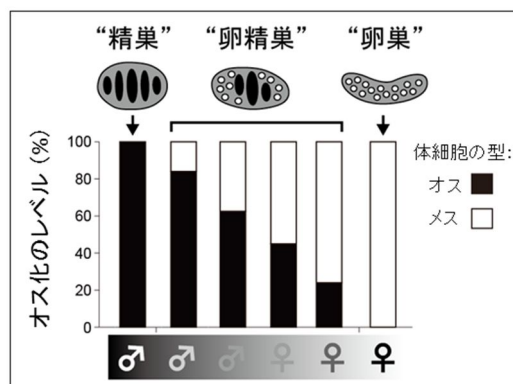 “精巣” “卵精巣” “卵巣”
オス化のレベル (%)
100
80
60
40
20
0
体細胞の型:
オス
メス
♂ ♂ ♂ ♀ ♀ ♀